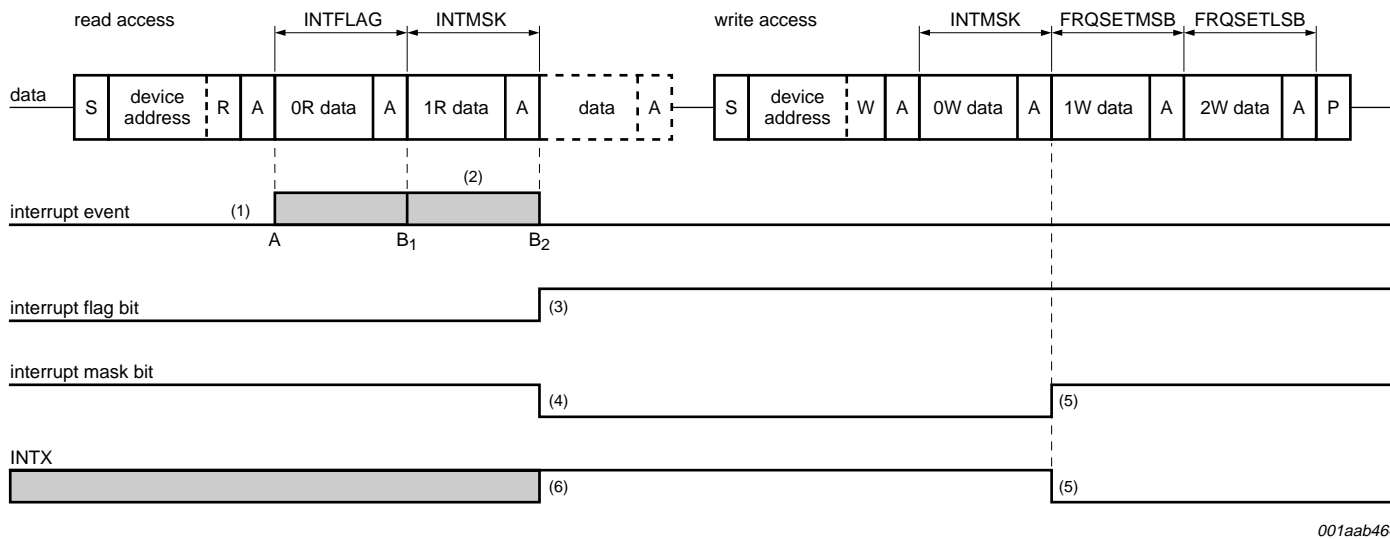 read access INTFLAG INTMSK write access INTMSK FRQSETMSB FRQSETLSB
data S device address R A 0R data A 1R data A data A S device address W A 0W data A 1W data A 2W data A P
(2)
interrupt event (1)
A B1 B2
interrupt flag bit (3)
interrupt mask bit (4) (5)
INTX
(6) (5)